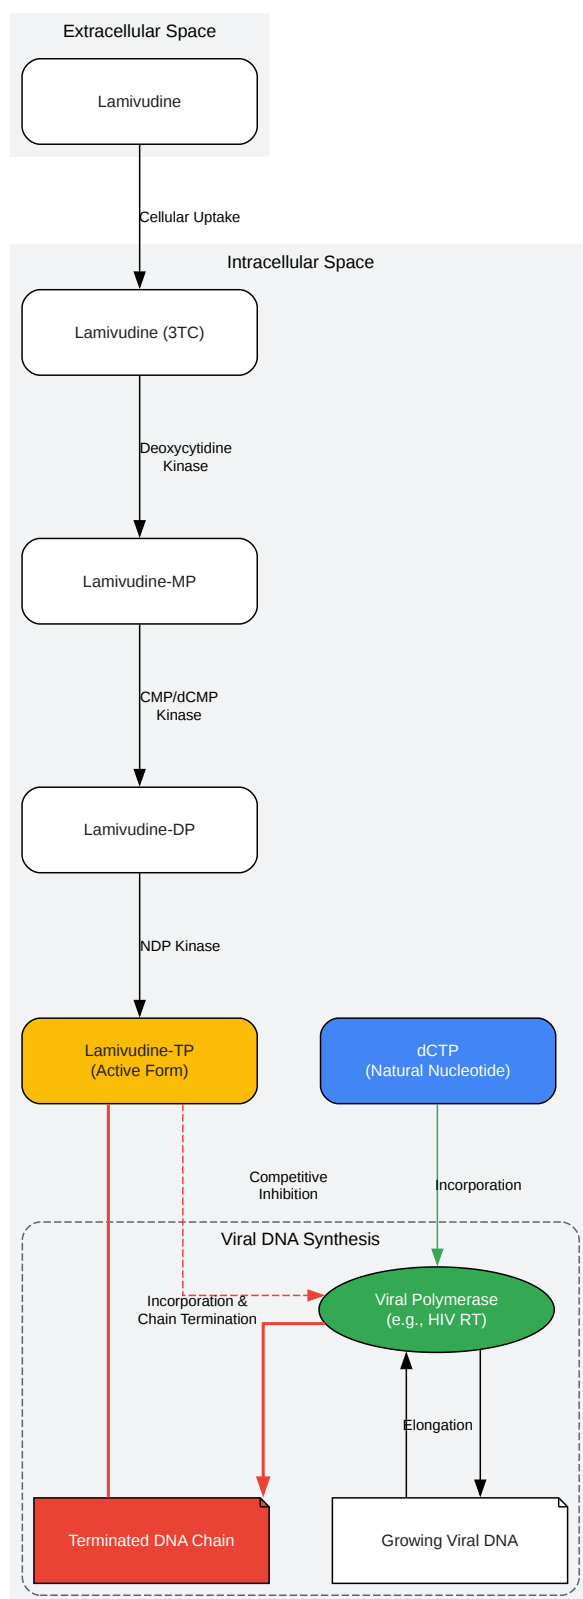 Extracellular Space
Lamivudine
Cellular Uptake
Intracellular Space
Lamivudine (3TC)
Deoxycytidine
Kinase
Lamivudine-MP
CMP/dCMP
Kinase
Lamivudine-DP
NDP Kinase
Lamivudine-TP
(Active Form)
dCTP
(Natural Nucleotide)
Competitive
Inhibition
Incorporation
Viral DNA Synthesis
Incorporation &
Chain Termination
Viral Polymerase
(e.g., HIV RT)
Elongation
Terminated DNA Chain
Growing Viral DNA